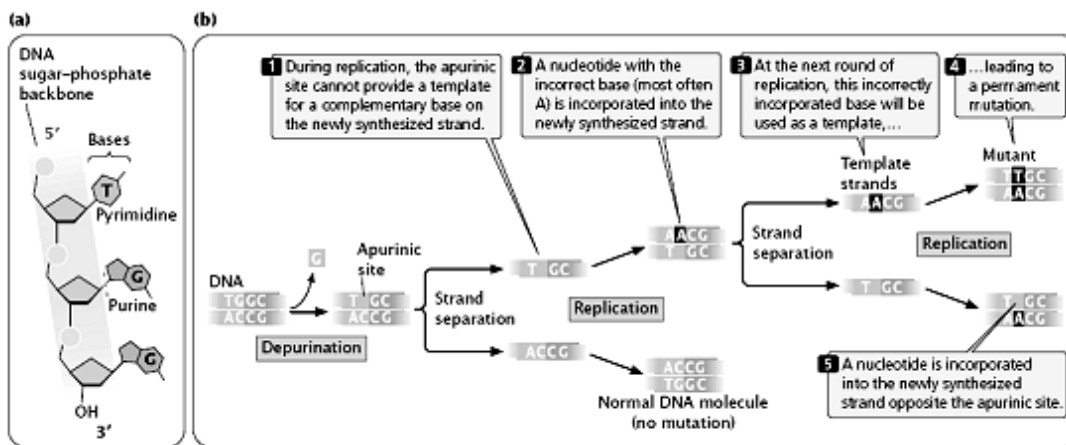 (a)
DNA
sugar–phosphate
backbone
5′
Bases
T
Pyrimidine
G
Purine
G
OH
3′
(b)
1 During replication, the apurinic
site cannot provide a template
for a complementary base on
the newly synthesized strand.
2 A nucleotide with the
incorrect base (most often
A) is incorporated into the
newly synthesized strand.
3 At the next round of
replication, this incorrectly
incorporated base will be
used as a template,...
4 ...leading to
a permament
mutation.
DNA
TGGC
ACCG
G
Depurination
Apurinic
site
T GC
ACCG
Strand
separation
T GC
Replication
AACG
T GC
ACCG
ACCG
TGGC
Normal DNA molecule
(no mutation)
Strand
separation
Template
strands
AACG
Mutant
TTGC
AACG
Replication
T GC
T GC
A CG
5 A nucleotide is incorporated
into the newly synthesized
strand opposite the apurinic site.